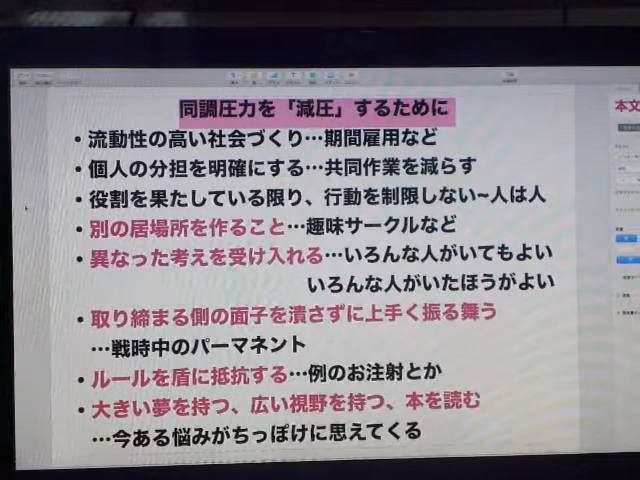 同調圧力を「減圧」するために
・流動性の高い社会づくり…期間雇用など
・個人の分担を明確にする…共同作業を減らす
・役割を果たしている限り、行動を制限しない~人は人
・別の居場所を作ること…趣味サークルなど
・異なった考えを受け入れる…いろんな人がいてもよい
いろんな人がいたほうがよい
・取り締まる側の面子を潰さずに上手く振る舞う
…戦時中のパーマネント
・ルールを盾に抵抗する…例のお注射とか
・大きい夢を持つ、広い視野を持つ、本を読む
…今ある悩みがちっぽけに思えてくる
本文